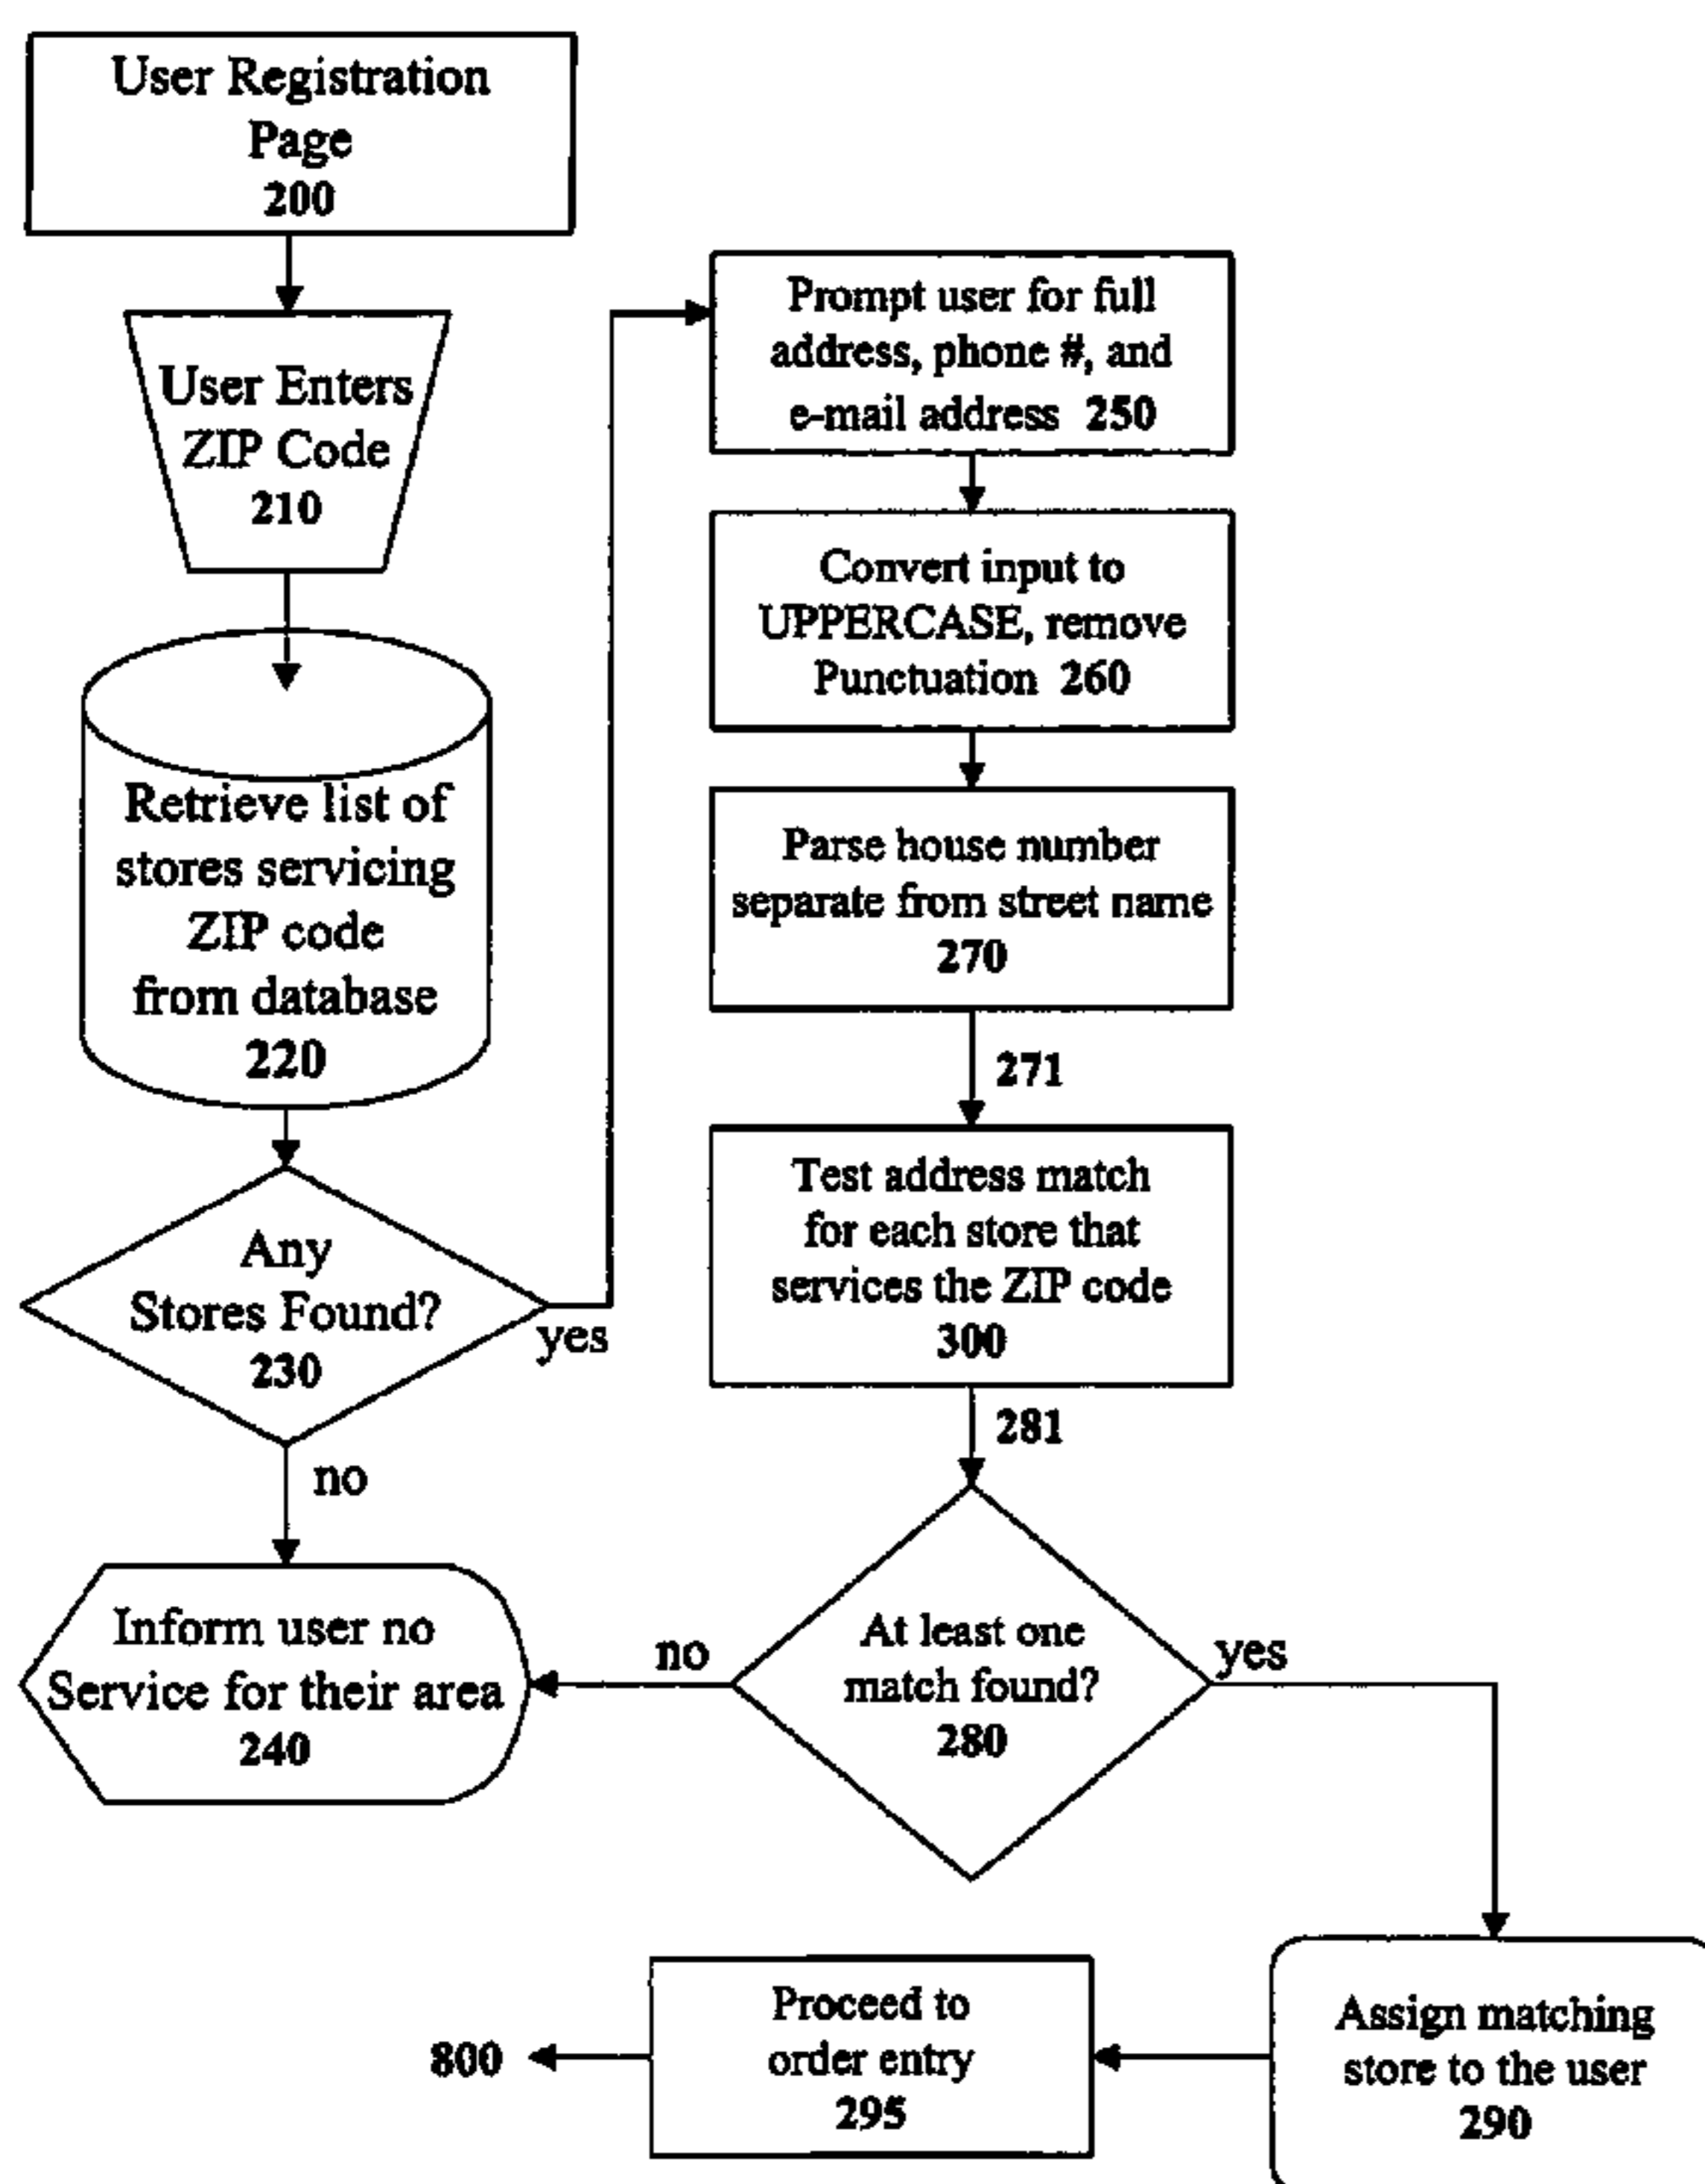 User Registration
Page
200
User Enters
ZIP Code
210
Retrieve list of
stores servicing
ZIP code
from database
220
Any
Stores Found?
230
yes
no
Inform user no
Service for their area
240
Prompt user for full
address, phone #, and
e-mail address 250
Convert input to
UPPERCASE, remove
Punctuation 260
Parse house number
separate from street name
270
271
Test address match
for each store that
services the ZIP code
300
281
At least one
match found?
280
no
yes
Assign matching
store to the user
290
Proceed to
order entry
295
800